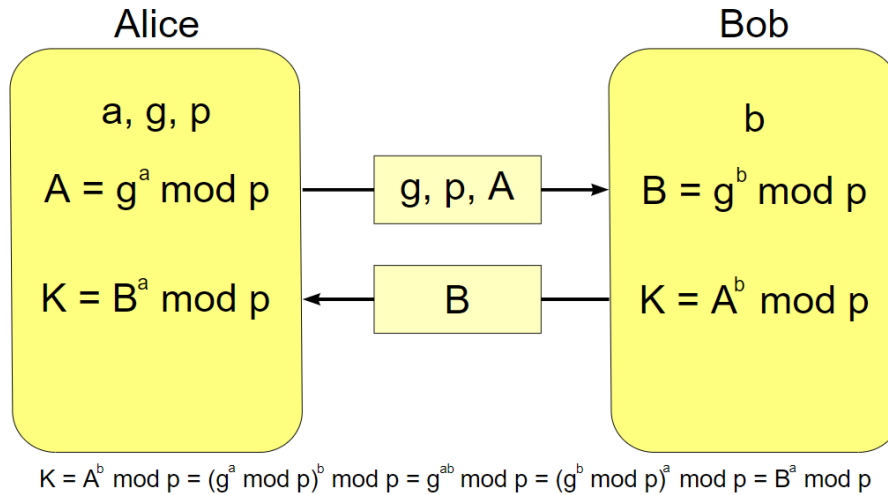 Alice
Bob
a, g, p
b
A = g^a mod p
g, p, A
B = g^b mod p
K = B^a mod p
B
K = A^b mod p
K = A^b mod p = (g^a mod p)^b mod p = g^ab mod p = (g^b mod p)^a mod p = B^a mod p